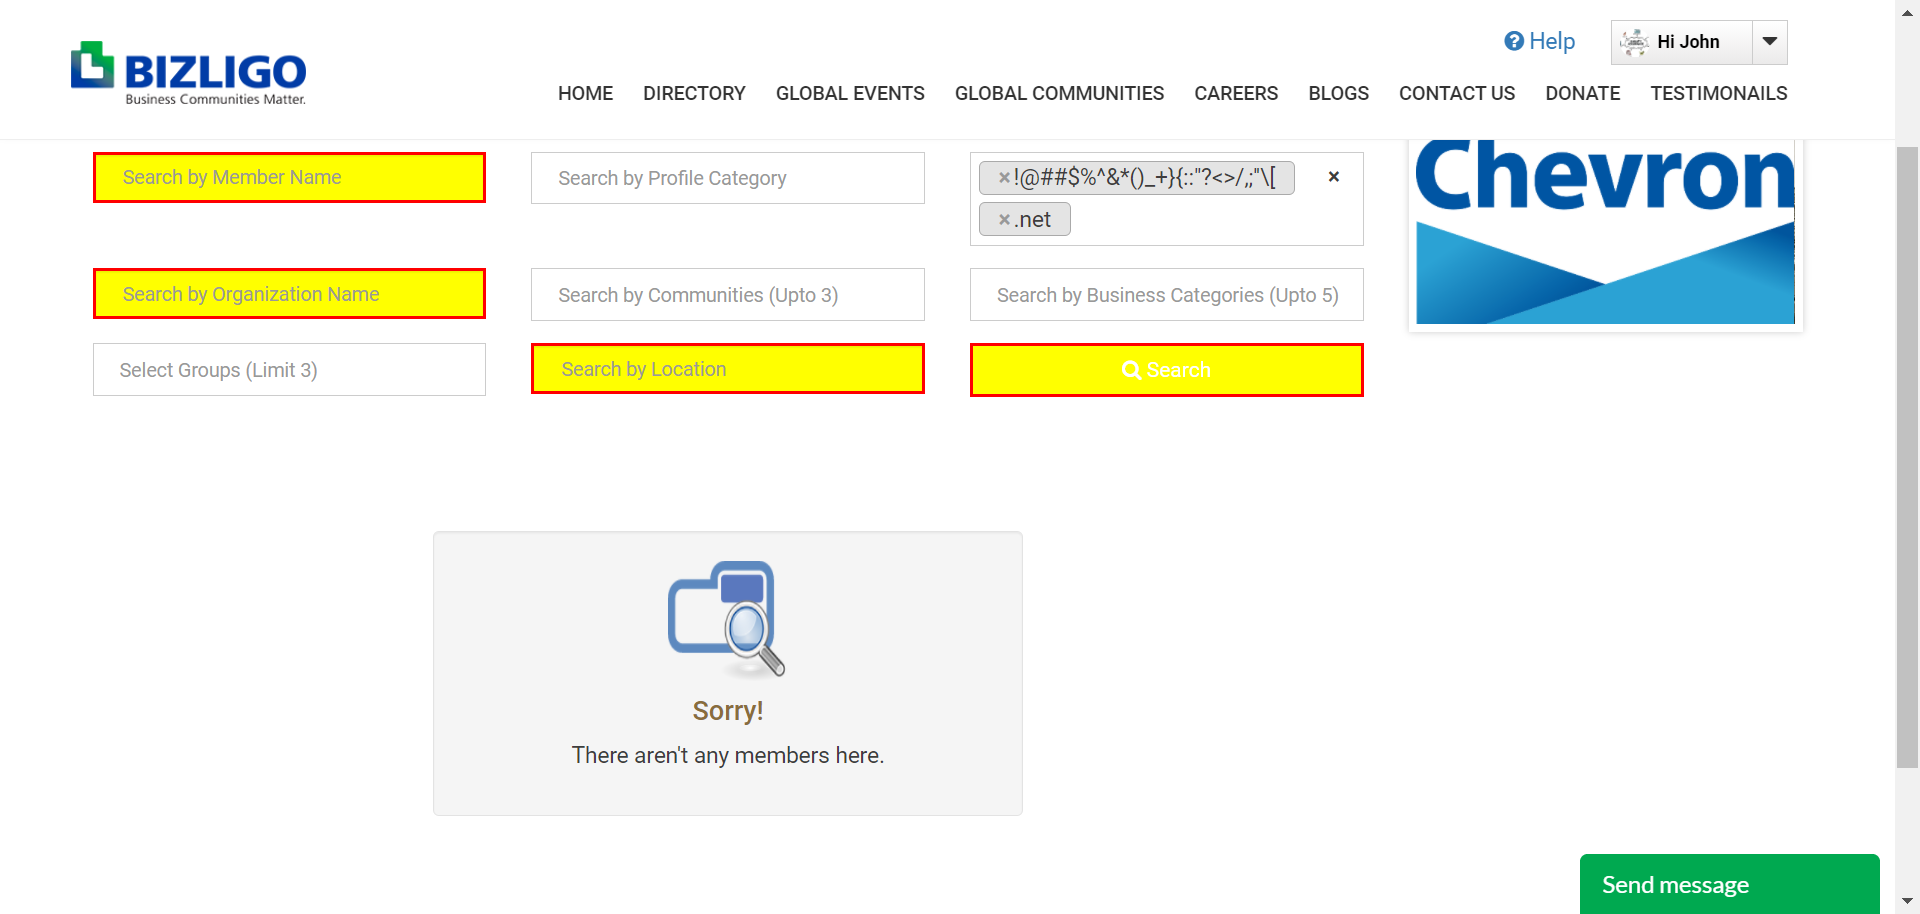 Help
Hi John
BIZLIGO
Business Communities Matter.
HOME DIRECTORY GLOBAL EVENTS GLOBAL COMMUNITIES CAREERS BLOGS CONTACT US DONATE TESTIMONAILS
Search by Member Name
Search by Profile Category
×!@##$%^&*()_+}{::"?<>/,;"\[ ×
×.net
Chevron
Search by Organization Name
Search by Communities (Upto 3)
Search by Business Categories (Upto 5)
Select Groups (Limit 3)
Search by Location
Search
Sorry!
There aren't any members here.
Send message